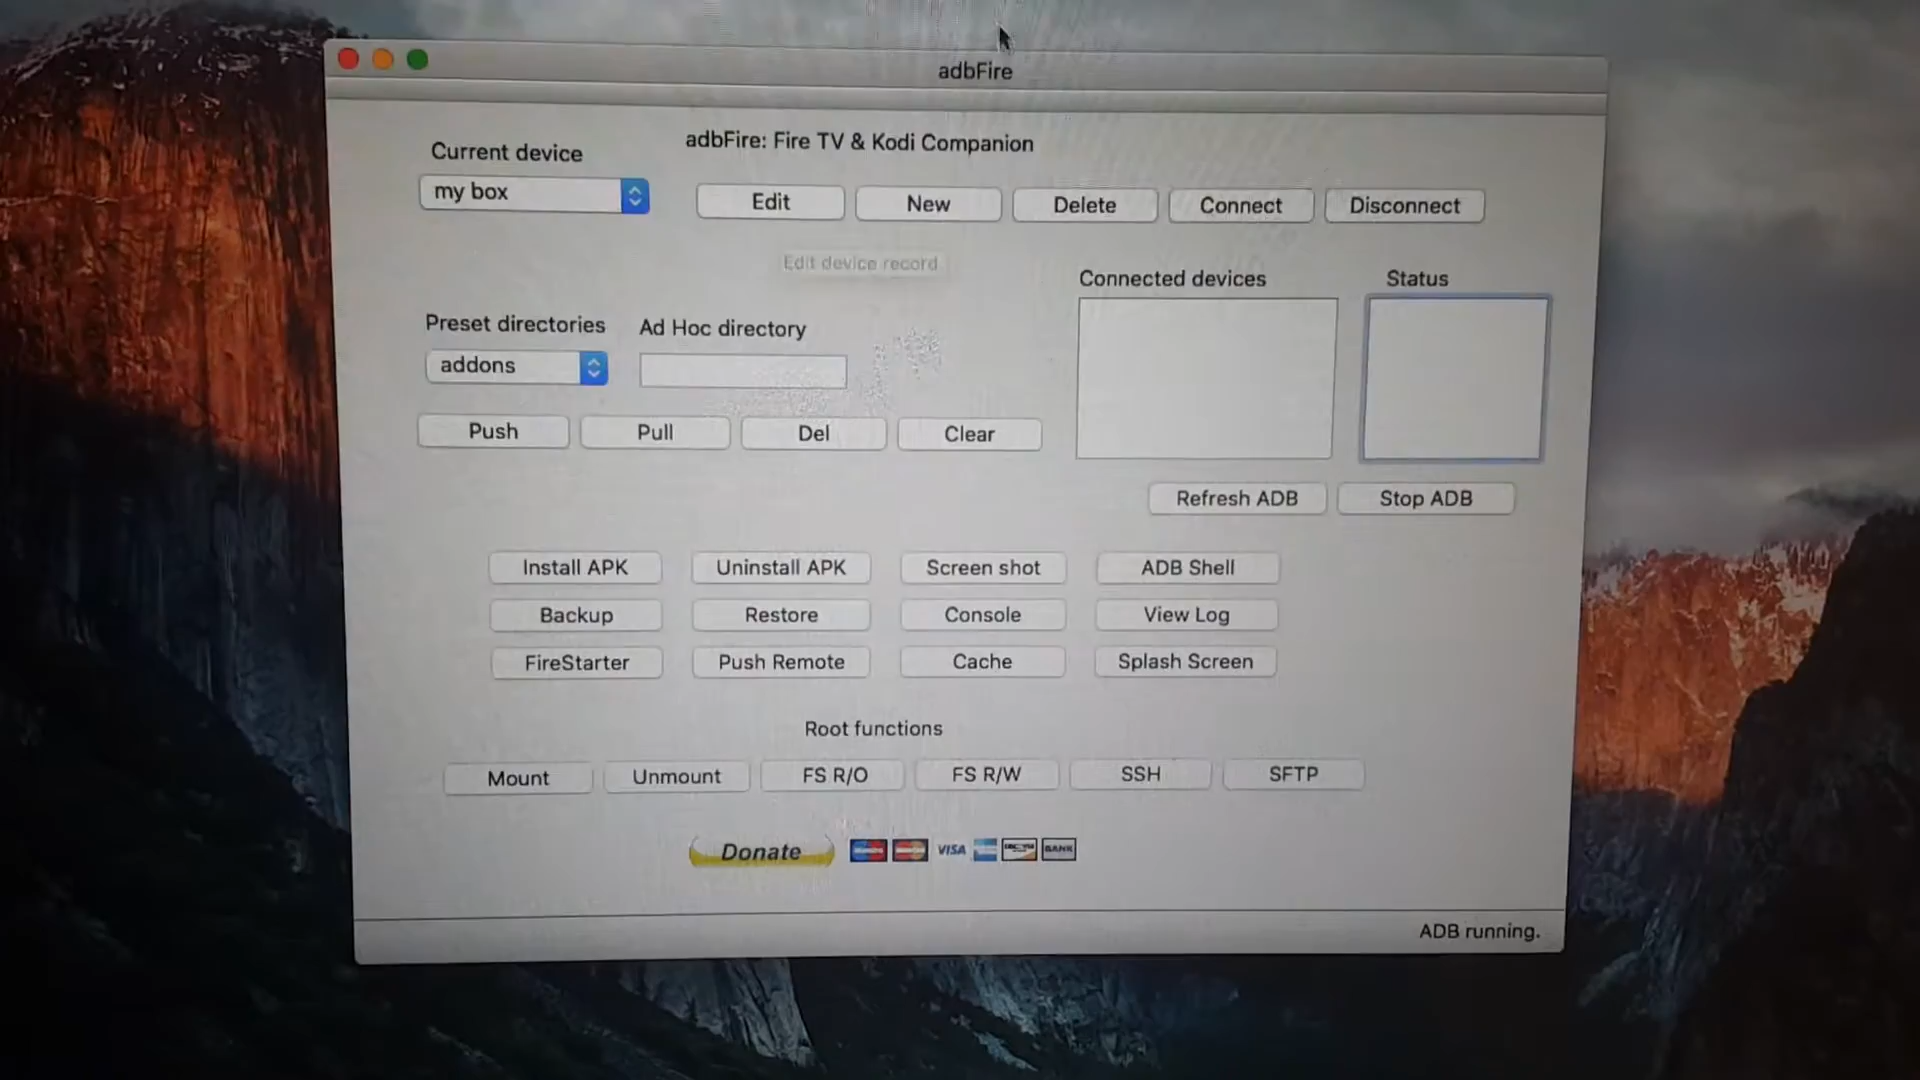 adbFire
adbFire: Fire TV & Kodi Companion
Current device
my box
Edit
New
Delete
Connect
Disconnect
Edit device record
Connected devices
Status
Preset directories
Ad Hoc directory
addons
Push
Pull
Del
Clear
Refresh ADB
Stop ADB
Install APK
Uninstall APK
Screen shot
ADB Shell
Backup
Restore
Console
View Log
FireStarter
Push Remote
Cache
Splash Screen
Root functions
Mount
Unmount
FS R/O
FS R/W
SSH
SFTP
Donate
VISA
BANK
ADB running.